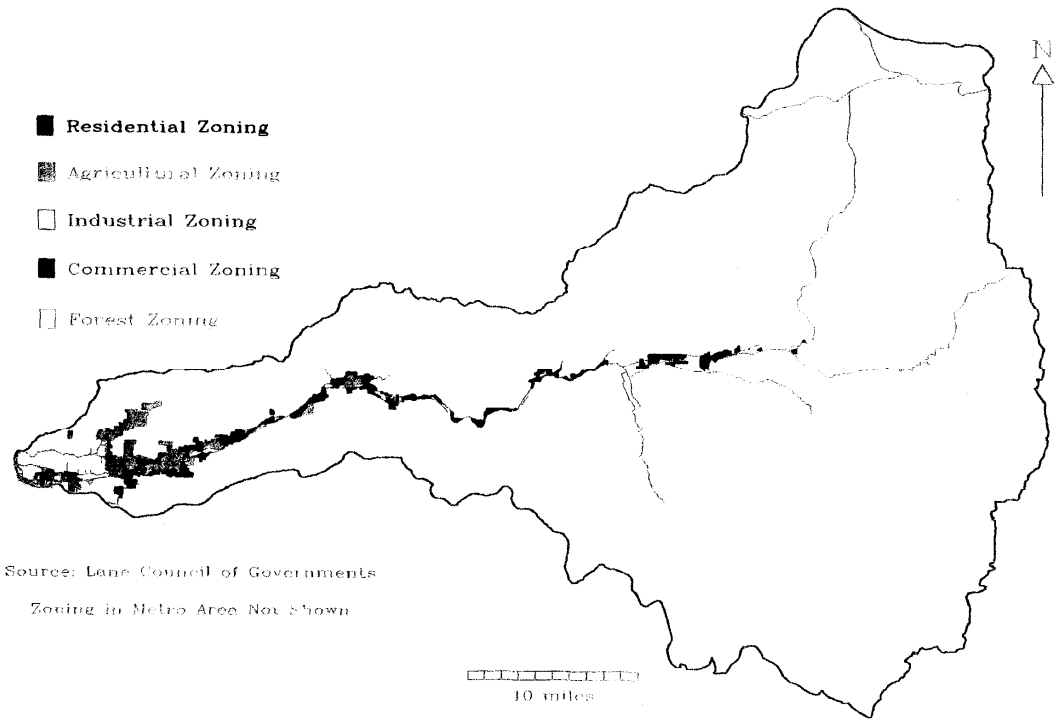 N
Residential Zoning
Agricultural Zoning
Industrial Zoning
Commercial Zoning
Forest Zoning
Source: Lane Council of Governments
Zoning in Metro Area Not Shown
10 miles